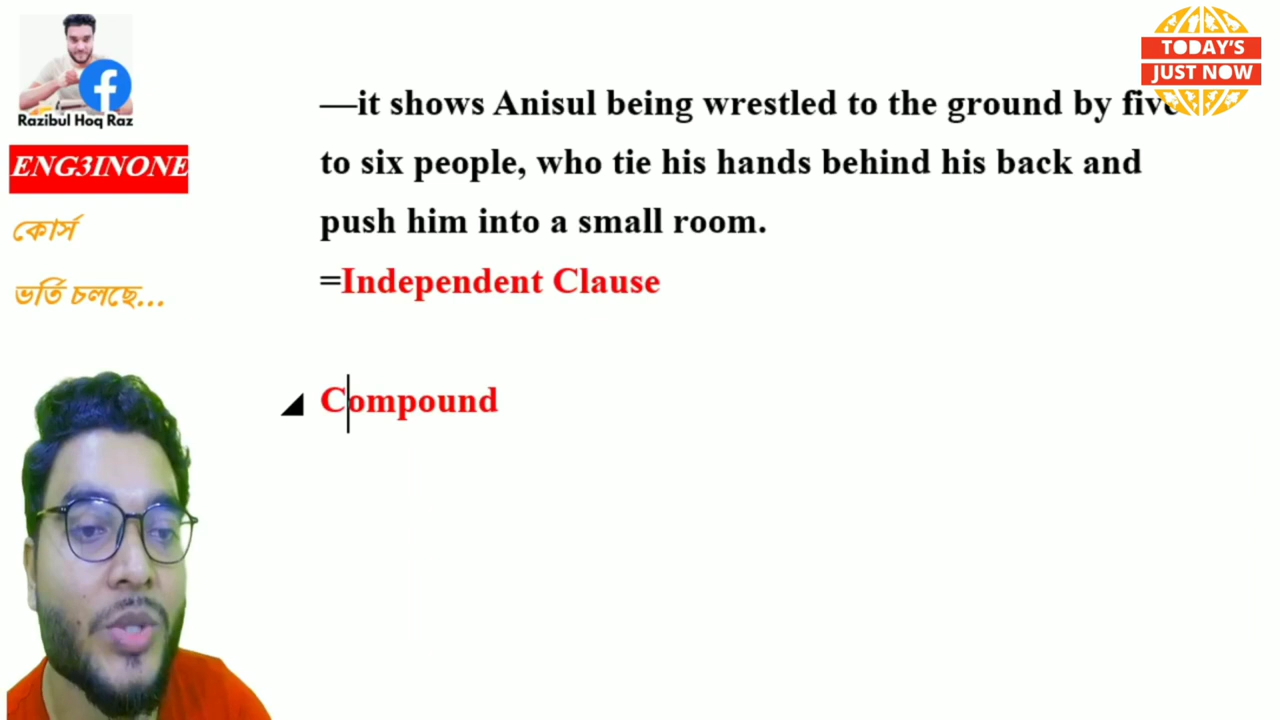 Razibul Hoq Raz
ENG3INONE
কোর্স
ভর্তি চলছে...
TODAY'S
JUST NOW
—it shows Anisul being wrestled to the ground by five
to six people, who tie his hands behind his back and
push him into a small room.
=Independent Clause
Compound